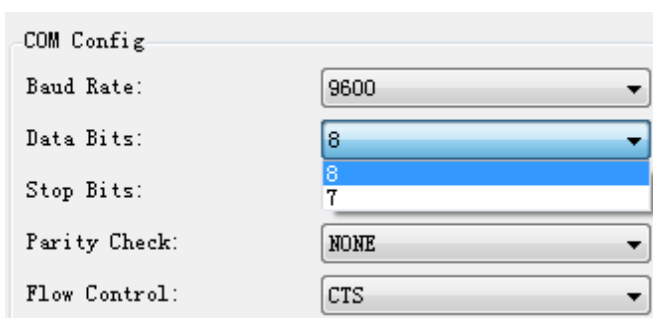 COM Config
Baud Rate: 9600
Data Bits: 8
8
Stop Bits: 7
Parity Check: NONE
Flow Control: CTS